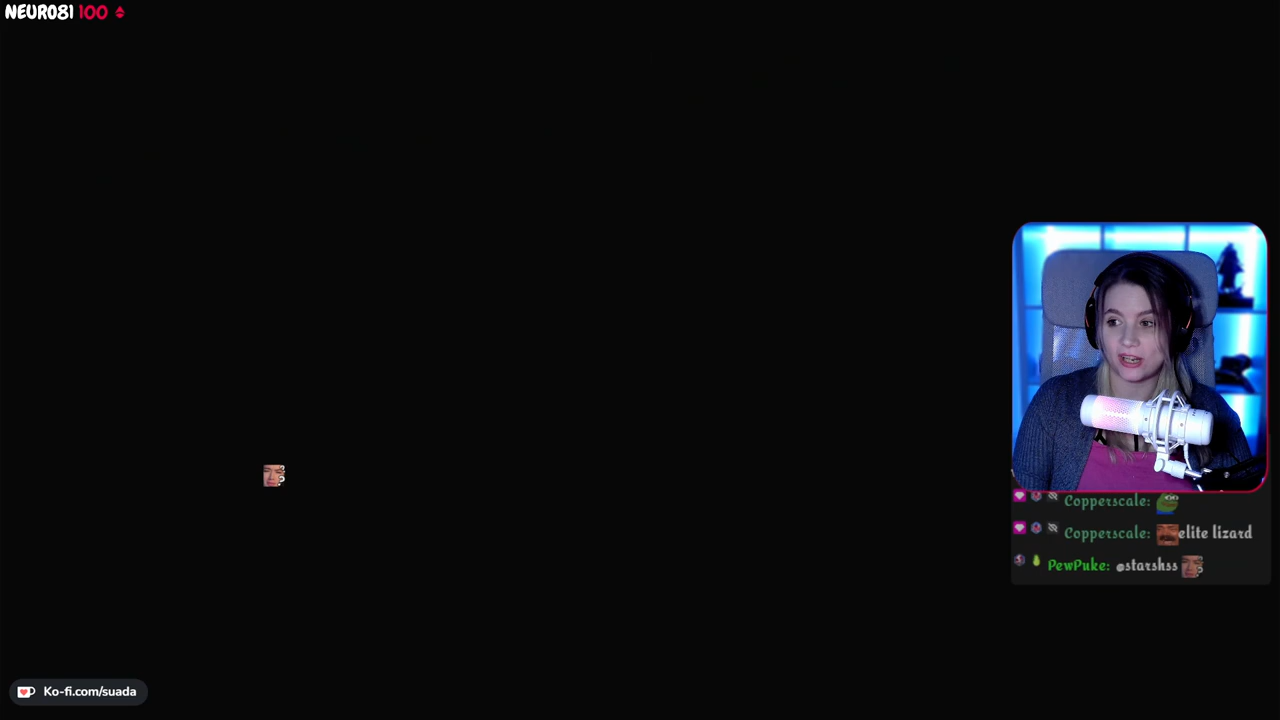 NEURO81 100
Copperscale:
Copperscale: elite lizard
PewPuke: @starshss
Ko-fi.com/suada